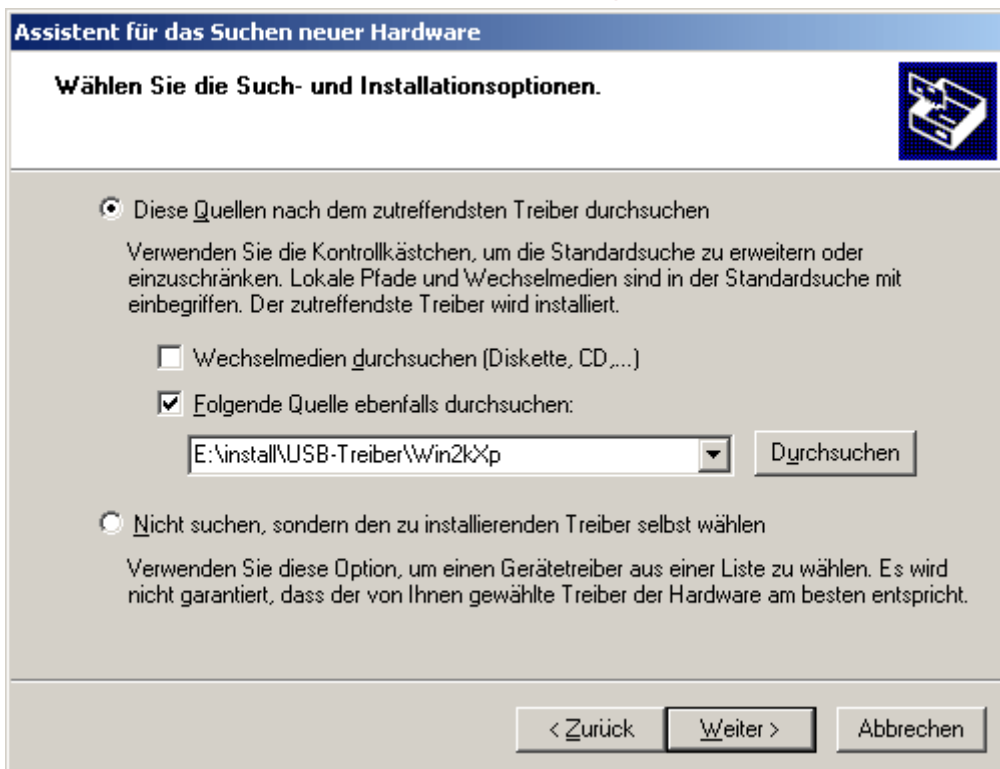 Assistent für das Suchen neuer Hardware
Wählen Sie die Such- und Installationsoptionen.
Diese Quellen nach dem zutreffendsten Treiber durchsuchen
Verwenden Sie die Kontrollkästchen, um die Standardsuche zu erweitern oder
einzuschränken. Lokale Pfade und Wechselmedien sind in der Standardsuche mit
einbegriffen. Der zutreffendste Treiber wird installiert.
Wechselmedien durchsuchen (Diskette, CD,...)
Folgende Quelle ebenfalls durchsuchen:
E:\install\USB-Treiber\Win2kXp
Durchsuchen
Nicht suchen, sondern den zu installierenden Treiber selbst wählen
Verwenden Sie diese Option, um einen Gerätetreiber aus einer Liste zu wählen. Es wird
nicht garantiert, dass der von Ihnen gewählte Treiber der Hardware am besten entspricht.
< Zurück Weiter > Abbrechen